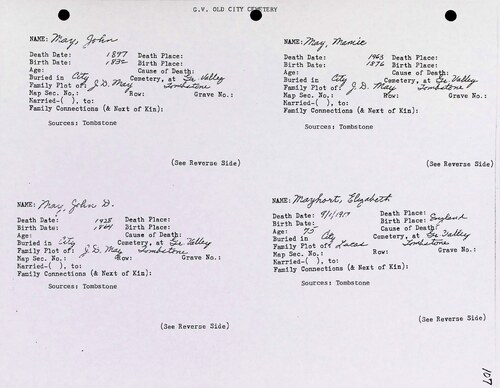 G.V. OLD CITY CEMETERY
NAME: May, John
Death Date: 1897 Death Place:
Birth Date: 1832 Birth Place:
Age: Cause of Death:
Buried in City Cemetery, at Gr. Valley
Family Plot of: J. D. May Tombstone
Map Sec. No.: Row: Grave No.:
Married-( ), to:
Family Connections (& Next of Kin):
Sources: Tombstone
(See Reverse Side)
NAME: May, Mamie
Death Date: 1963 Death Place:
Birth Date: 1876 Birth Place:
Age: Cause of Death:
Buried in City Cemetery, at Gr. Valley
Family Plot of: J. D. May Tombstone
Map Sec. No.: Row: Grave No.:
Married-( ), to:
Family Connections (& Next of Kin):
Sources: Tombstone
(See Reverse Side)
NAME: May, John D.
Death Date: 1928 Death Place:
Birth Date: 1864 Birth Place:
Age: Cause of Death:
Buried in City Cemetery, at Gr. Valley
Family Plot of: J. D. May Tombstone
Map Sec. No.: Row: Grave No.:
Married-( ), to:
Family Connections (& Next of Kin):
Sources: Tombstone
(See Reverse Side)
NAME: Mayhort, Elizabeth
Death Date: 9/1/1917 Death Place:
Birth Date: Birth Place: England
Age: 75 Cause of Death:
Buried in City Cemetery, at Gr. Valley
Family Plot of: Lucas Tombstone
Map Sec. No.: Row: Grave No.:
Married-( ), to:
Family Connections (& Next of Kin):
Sources: Tombstone
(See Reverse Side)
107